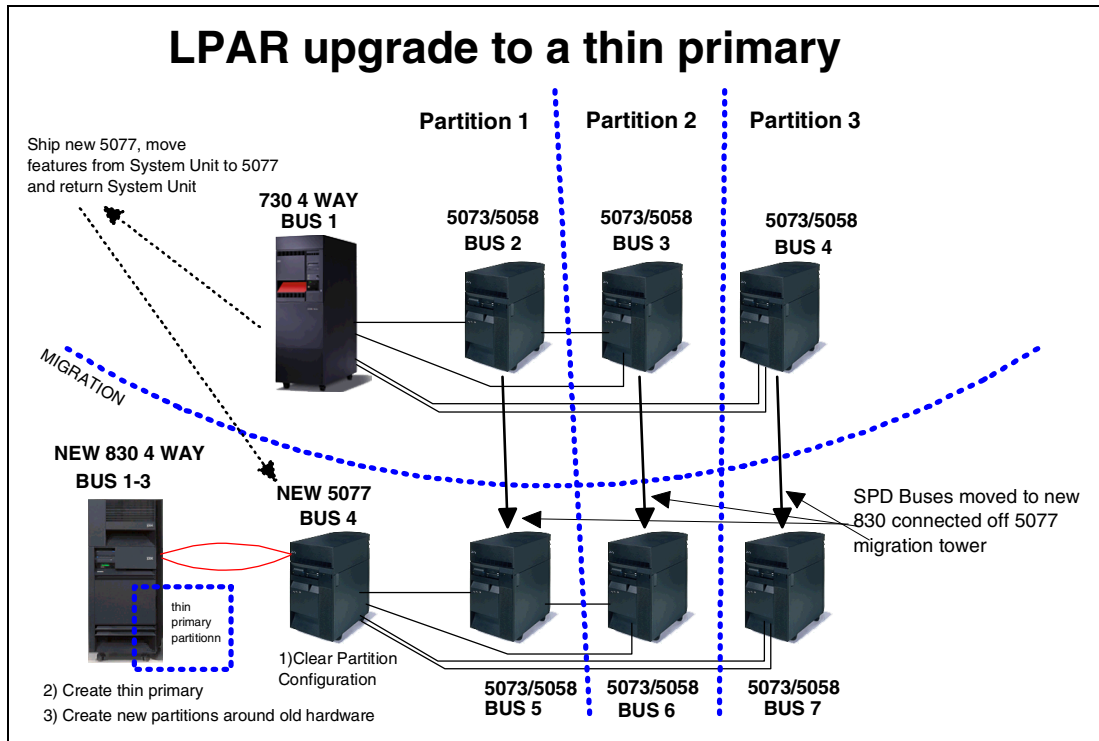 LPAR upgrade to a thin primary
Partition 1
Partition 2
Partition 3
Ship new 5077, move
features from System Unit to 5077
and return System Unit
730 4 WAY
BUS 1
5073/5058
BUS 2
5073/5058
BUS 3
5073/5058
BUS 4
MIGRATION
NEW 830 4 WAY
BUS 1-3
NEW 5077
BUS 4
SPD Buses moved to new
830 connected off 5077
migration tower
thin
primary
partitionn
1)Clear Partition
Configuration
2) Create thin primary
3) Create new partitions around old hardware
5073/5058
BUS 5
5073/5058
BUS 6
5073/5058
BUS 7